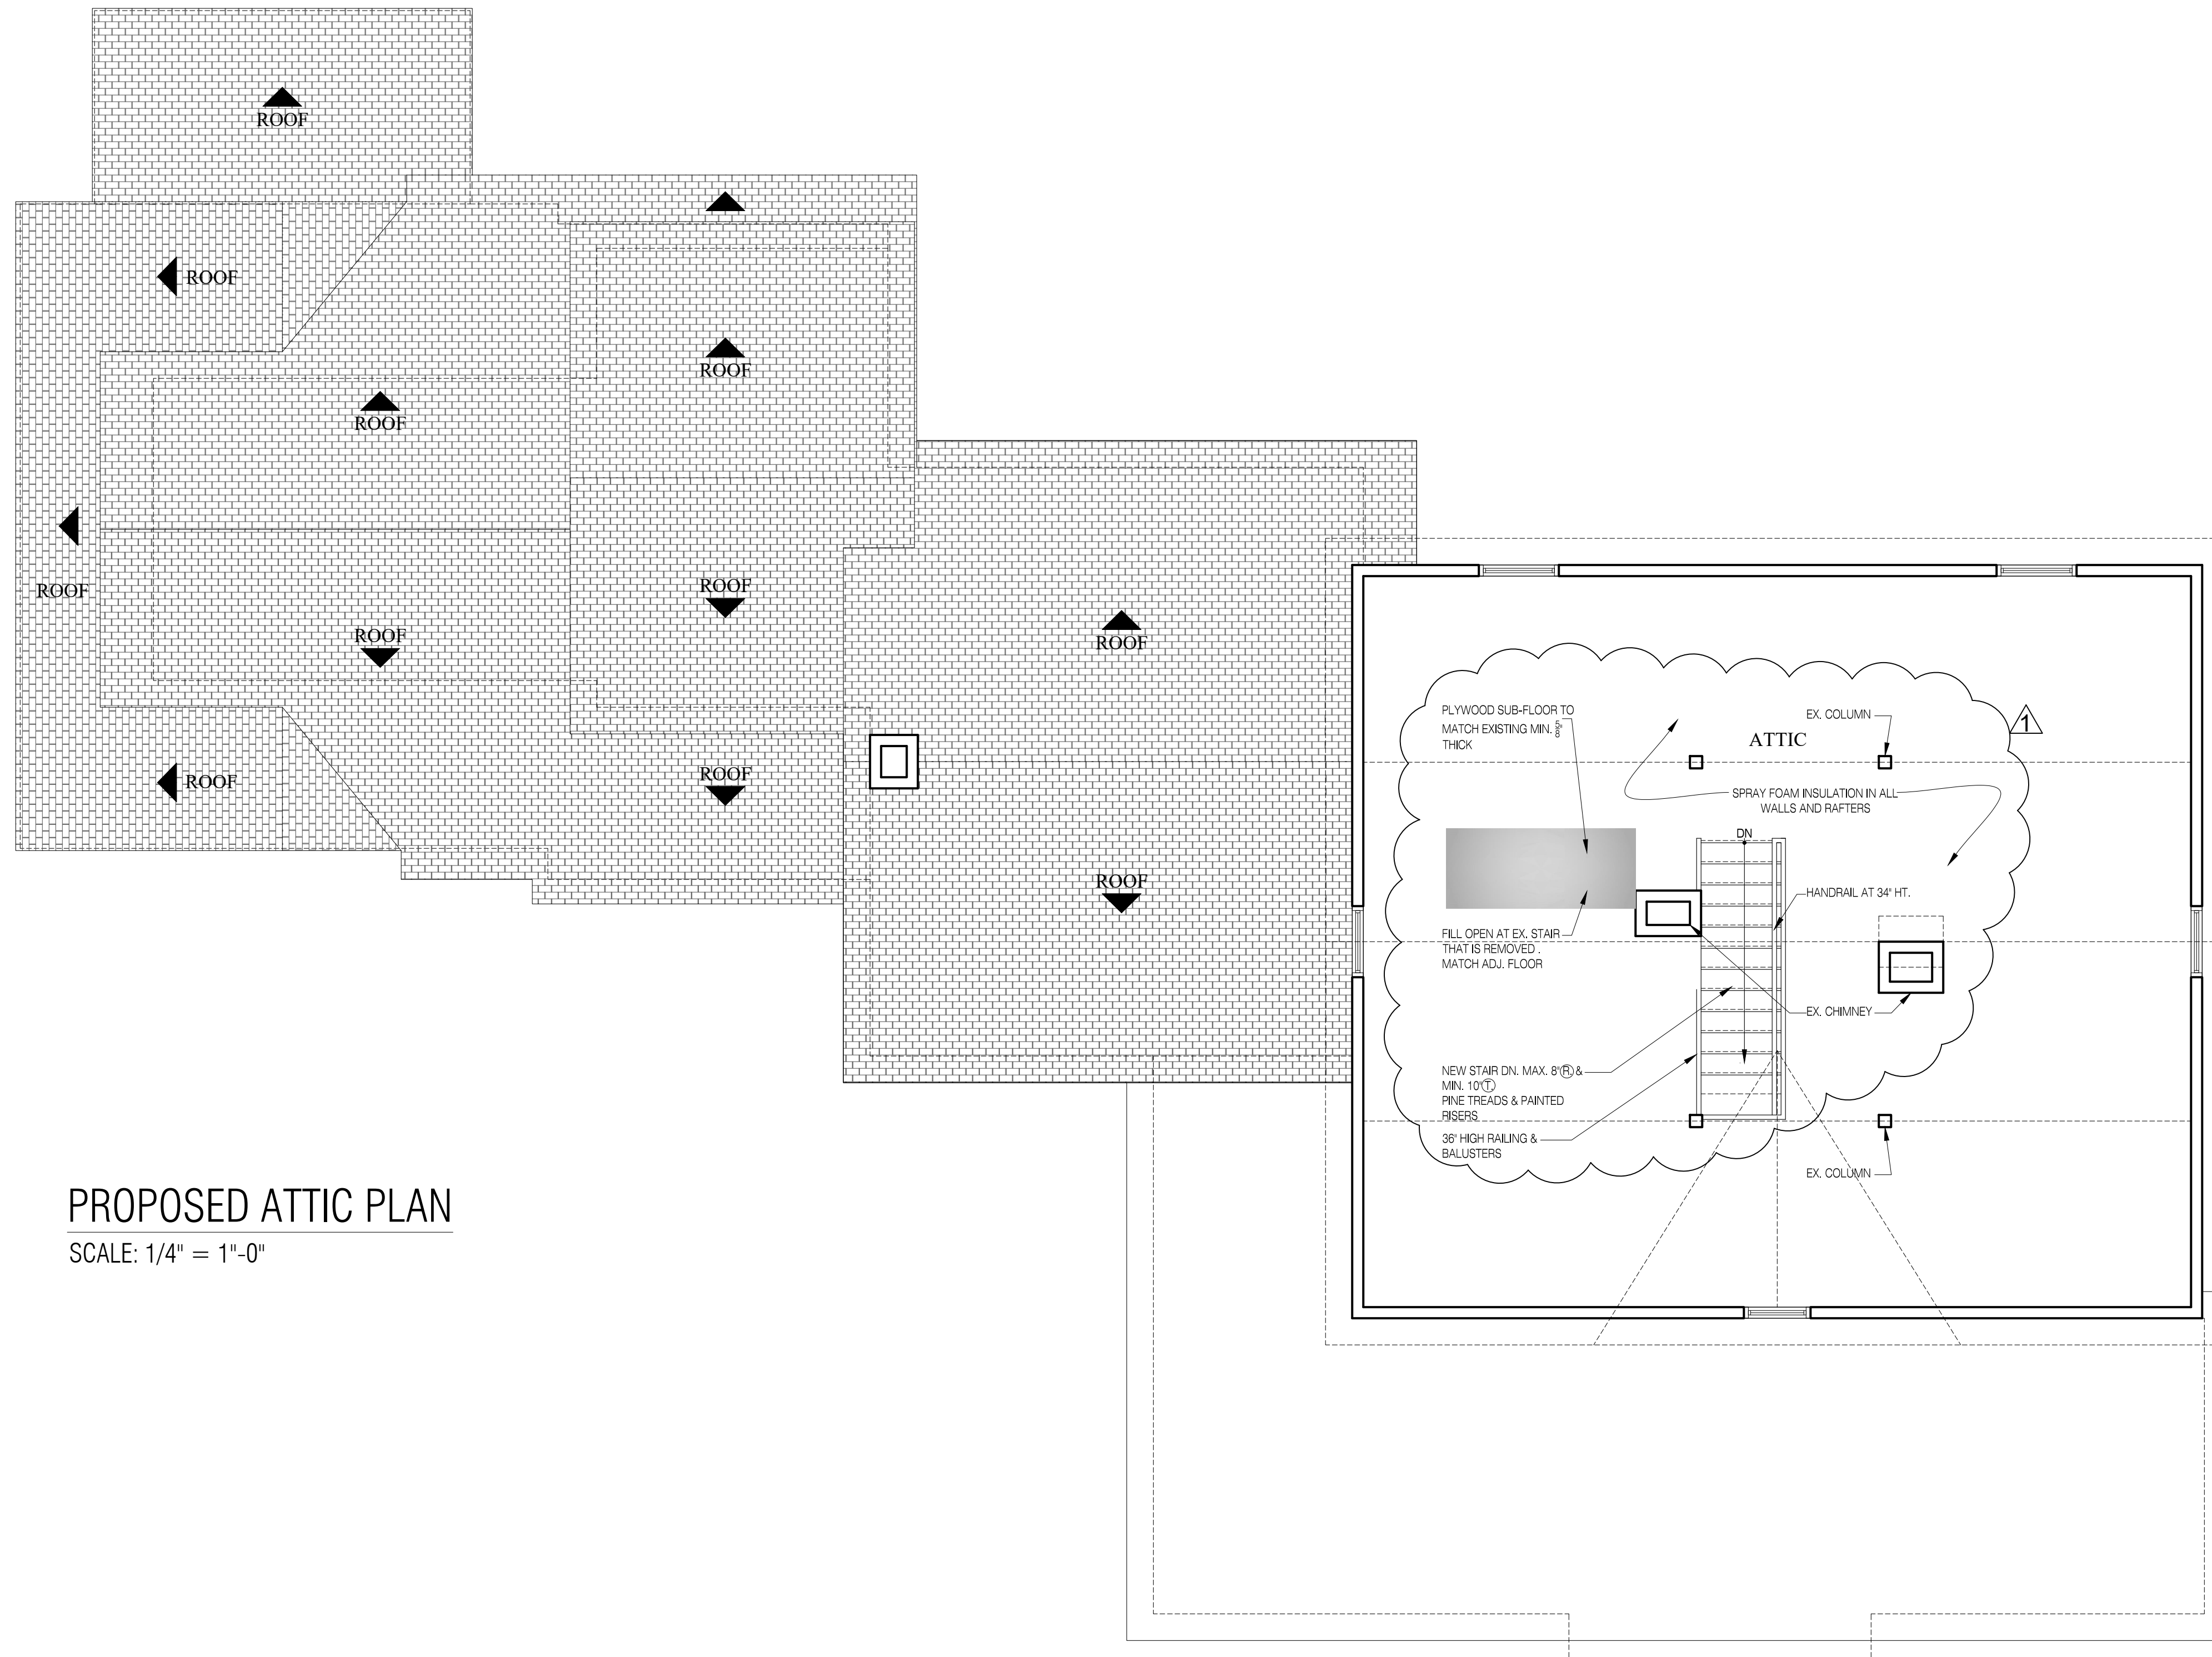 ROOF
ROOF
ROOF
ROOF
ROOF
ROOF
ROOF
ROOF
ROOF
ROOF
ROOF
PLYWOOD SUB-FLOOR TO
MATCH EXISTING MIN. 5/8"
THICK
EX. COLUMN
ATTIC
1
SPRAY FOAM INSULATION IN ALL
WALLS AND RAFTERS
DN
HANDRAIL AT 34" HT.
FILL OPEN AT EX. STAIR
THAT IS REMOVED.
MATCH ADJ. FLOOR
EX. CHIMNEY
NEW STAIR DN. MAX. 8"(R.) &
MIN. 10"(T.)
PINE TREADS & PAINTED
RISERS
36" HIGH RAILING &
BALUSTERS
EX. COLUMN
PROPOSED ATTIC PLAN
SCALE: 1/4" = 1"-0"